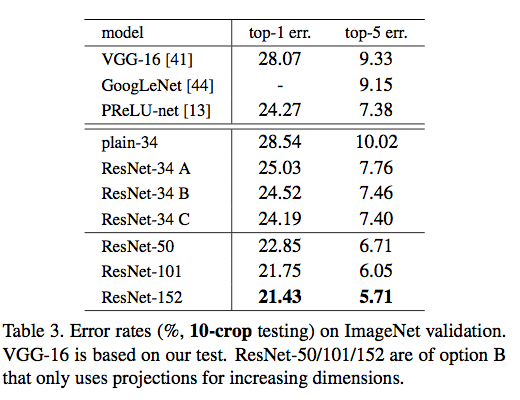 model top-1 err. top-5 err.
VGG-16 [41] 28.07 9.33
GoogLeNet [44] - 9.15
PReLU-net [13] 24.27 7.38
plain-34 28.54 10.02
ResNet-34 A 25.03 7.76
ResNet-34 B 24.52 7.46
ResNet-34 C 24.19 7.40
ResNet-50 22.85 6.71
ResNet-101 21.75 6.05
ResNet-152 21.43 5.71
Table 3. Error rates (%, 10-crop testing) on ImageNet validation.
VGG-16 is based on our test. ResNet-50/101/152 are of option B
that only uses projections for increasing dimensions.